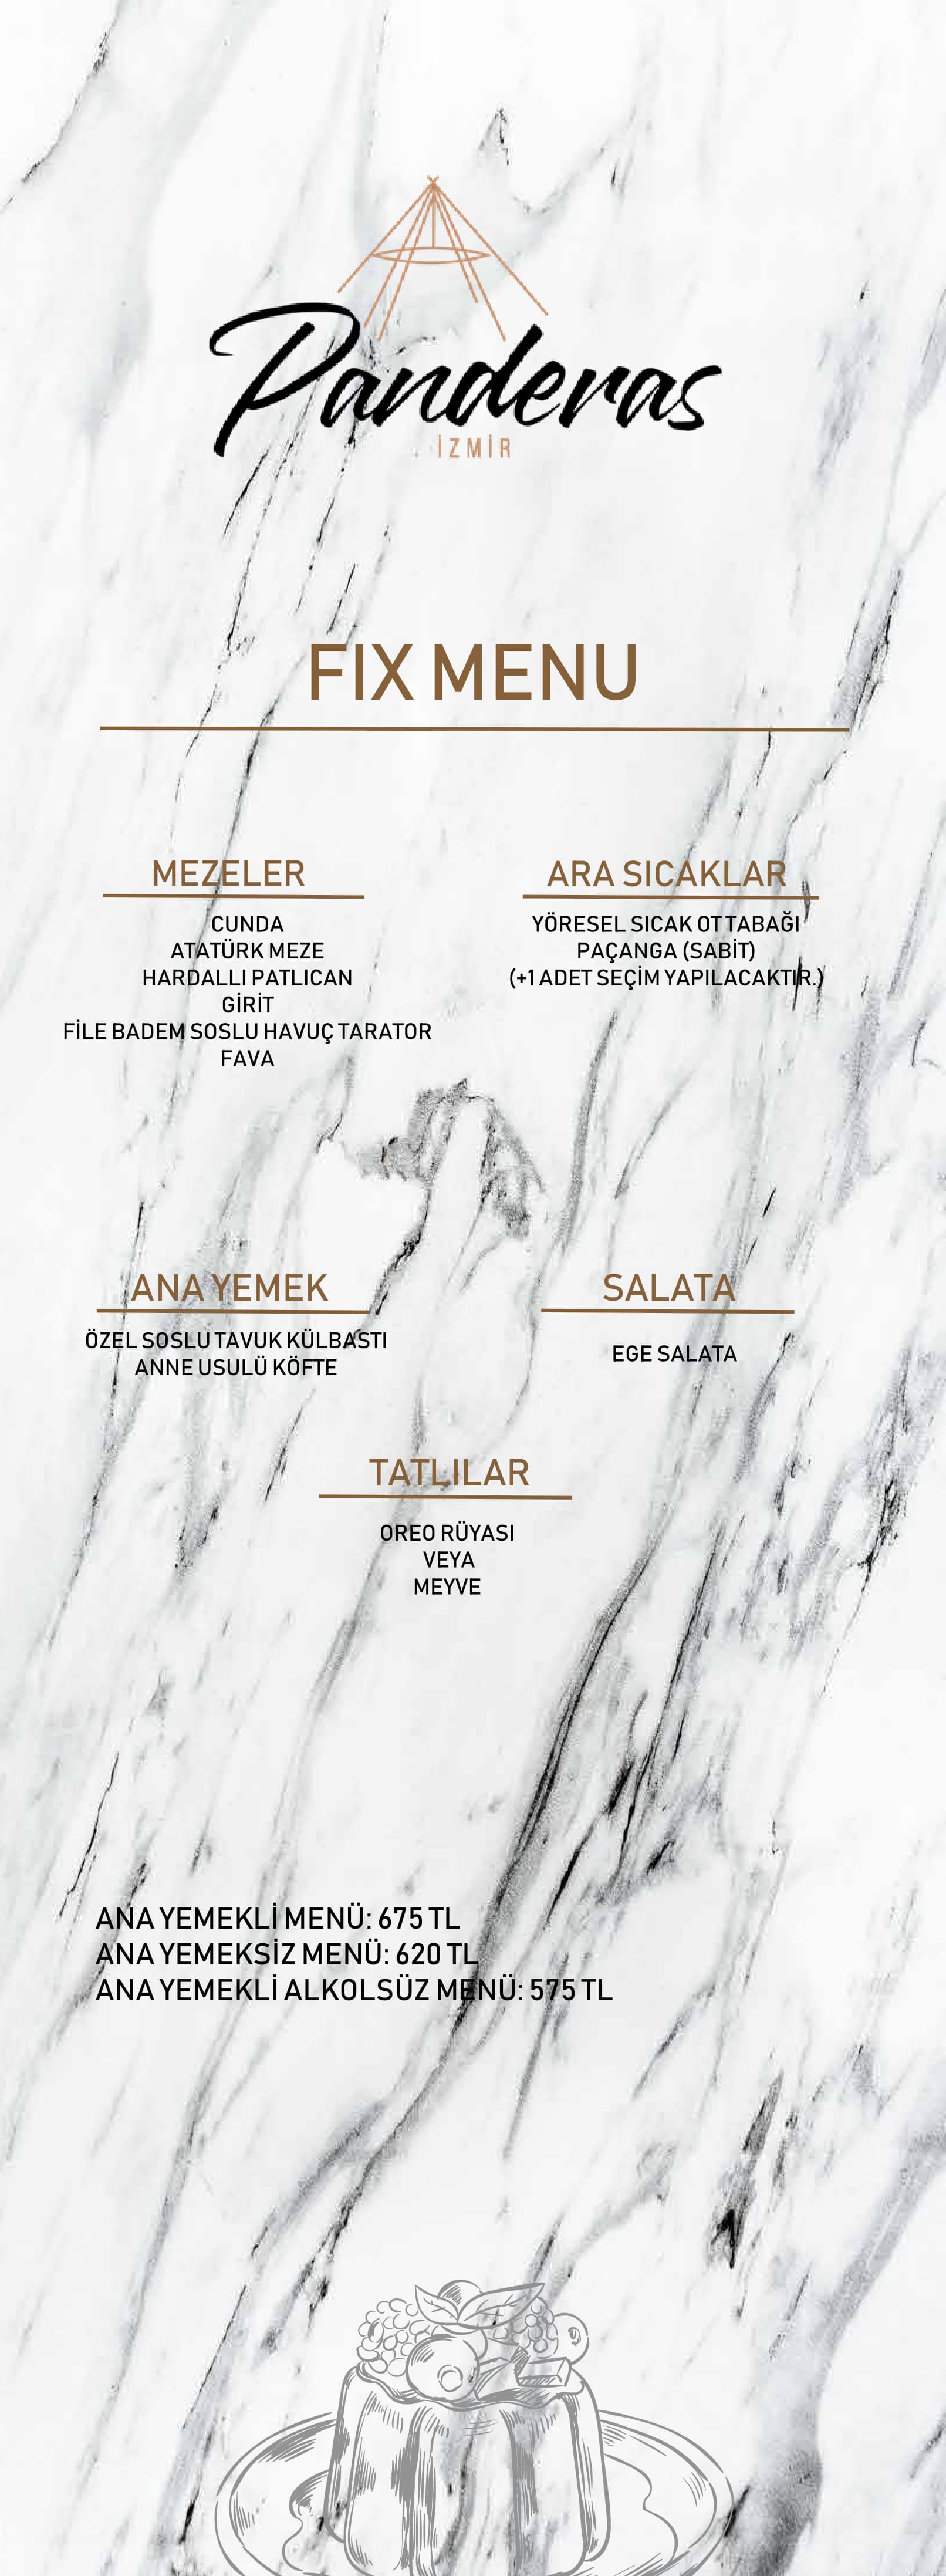 Panderas
İZMİR
FIX MENU
MEZELER
CUNDA
ATATÜRK MEZE
HARDALLI PATLICAN
GİRİT
FİLE BADEM SOSLU HAVUÇ TARATOR
FAVA
ARA SICAKLAR
YÖRESEL SICAK OT TABAĞI
PAÇANGA (SABİT)
(+1 ADET SEÇİM YAPILACAKTIR.)
ANA YEMEK
ÖZEL SOSLU TAVUK KÜLBASTI
ANNE USULÜ KÖFTE
SALATA
EGE SALATA
TATLILAR
OREO RÜYASI
VEYA
MEYVE
ANA YEMEKLİ MENÜ: 675 TL
ANA YEMEKSİZ MENÜ: 620 TL
ANA YEMEKLİ ALKOLSÜZ MENÜ: 575 TL